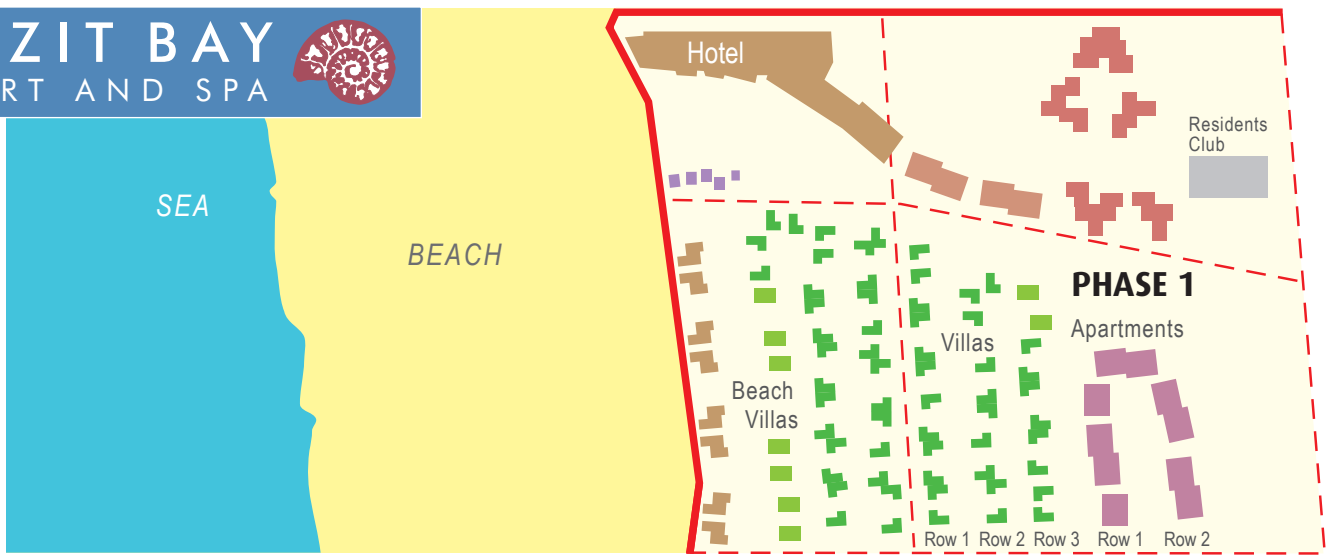 ZIT BAY
RT AND SPA
Hotel
Residents
Club
SEA
BEACH
PHASE 1
Villas
Apartments
Beach
Villas
Row 1 Row 2 Row 3 Row 1 Row 2